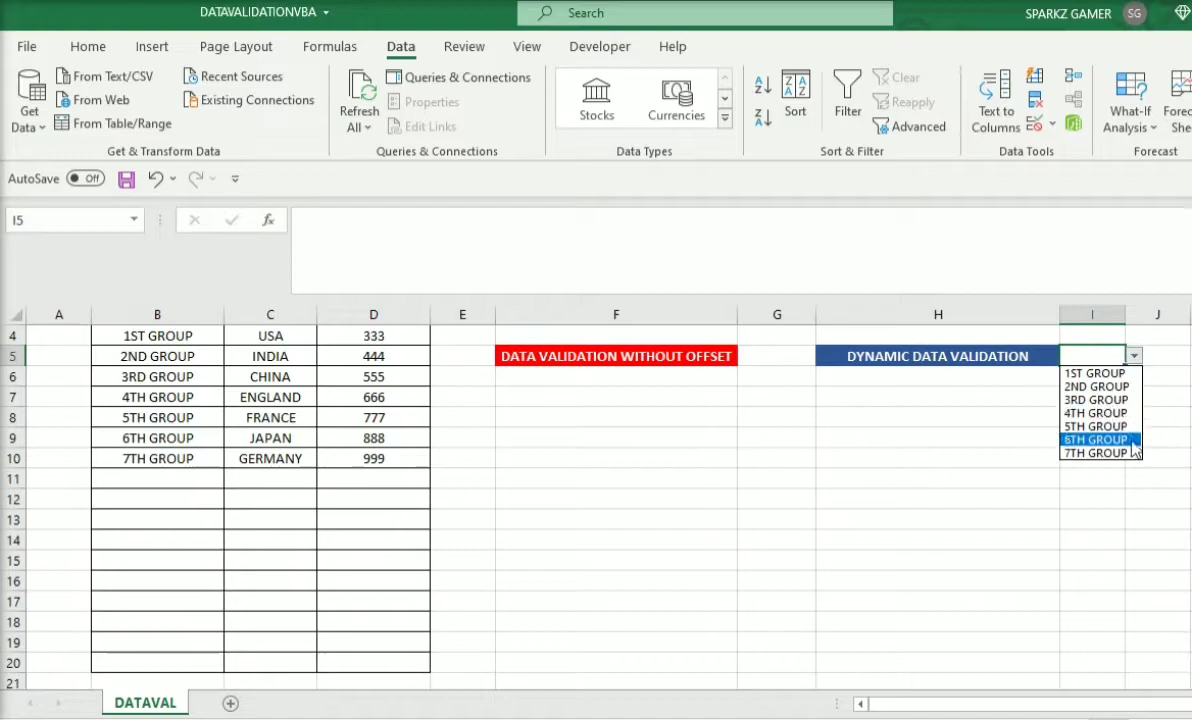 DATAVALIDATIONVBA
Search
SPARKZ GAMER SG
File Home Insert Page Layout Formulas Data Review View Developer Help
Get Data
From Text/CSV
From Web
From Table/Range
Recent Sources
Existing Connections
Get & Transform Data
Refresh All
Queries & Connections
Properties
Edit Links
Queries & Connections
Stocks
Currencies
Data Types
Sort
Filter
Clear
Reapply
Advanced
Sort & Filter
Text to
Columns
Data Tools
What-If
Analysis
Forec
She
Forecast
AutoSave Off
I5
fx
A B C D E F G H I J
4 1ST GROUP USA 333
5 2ND GROUP INDIA 444 DATA VALIDATION WITHOUT OFFSET DYNAMIC DATA VALIDATION
6 3RD GROUP CHINA 555
7 4TH GROUP ENGLAND 666
8 5TH GROUP FRANCE 777
9 6TH GROUP JAPAN 888
10 7TH GROUP GERMANY 999
11
12
13
14
15
16
17
18
19
20
21
1ST GROUP
2ND GROUP
3RD GROUP
4TH GROUP
5TH GROUP
6TH GROUP
7TH GROUP
DATAVAL